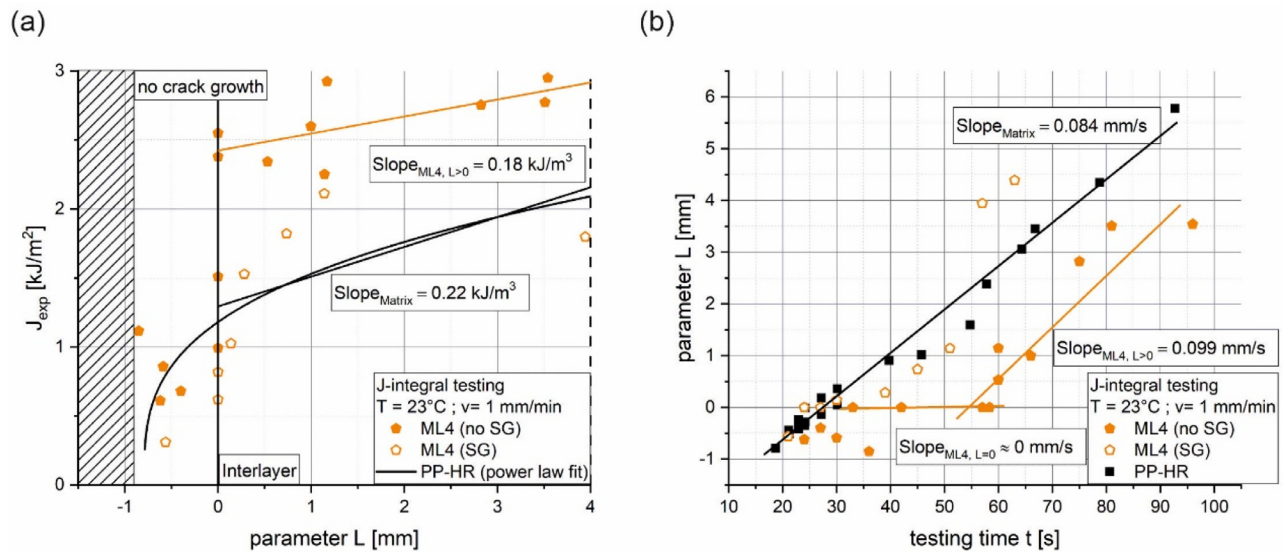 (a)
no crack growth
Slope_ML4, L>0 = 0.18 kJ/m³
Slope_Matrix = 0.22 kJ/m³
J-integral testing
T = 23°C ; v= 1 mm/min
ML4 (no SG)
ML4 (SG)
PP-HR (power law fit)
Interlayer
3
2
1
0
J_exp [kJ/m²]
-1 0 1 2 3 4
parameter L [mm]
(b)
Slope_Matrix = 0.084 mm/s
Slope_ML4, L>0 = 0.099 mm/s
Slope_ML4, L=0 ≈ 0 mm/s
J-integral testing
T = 23°C ; v= 1 mm/min
ML4 (no SG)
ML4 (SG)
PP-HR
6
5
4
3
2
1
0
-1
parameter L [mm]
10 20 30 40 50 60 70 80 90 100
testing time t [s]